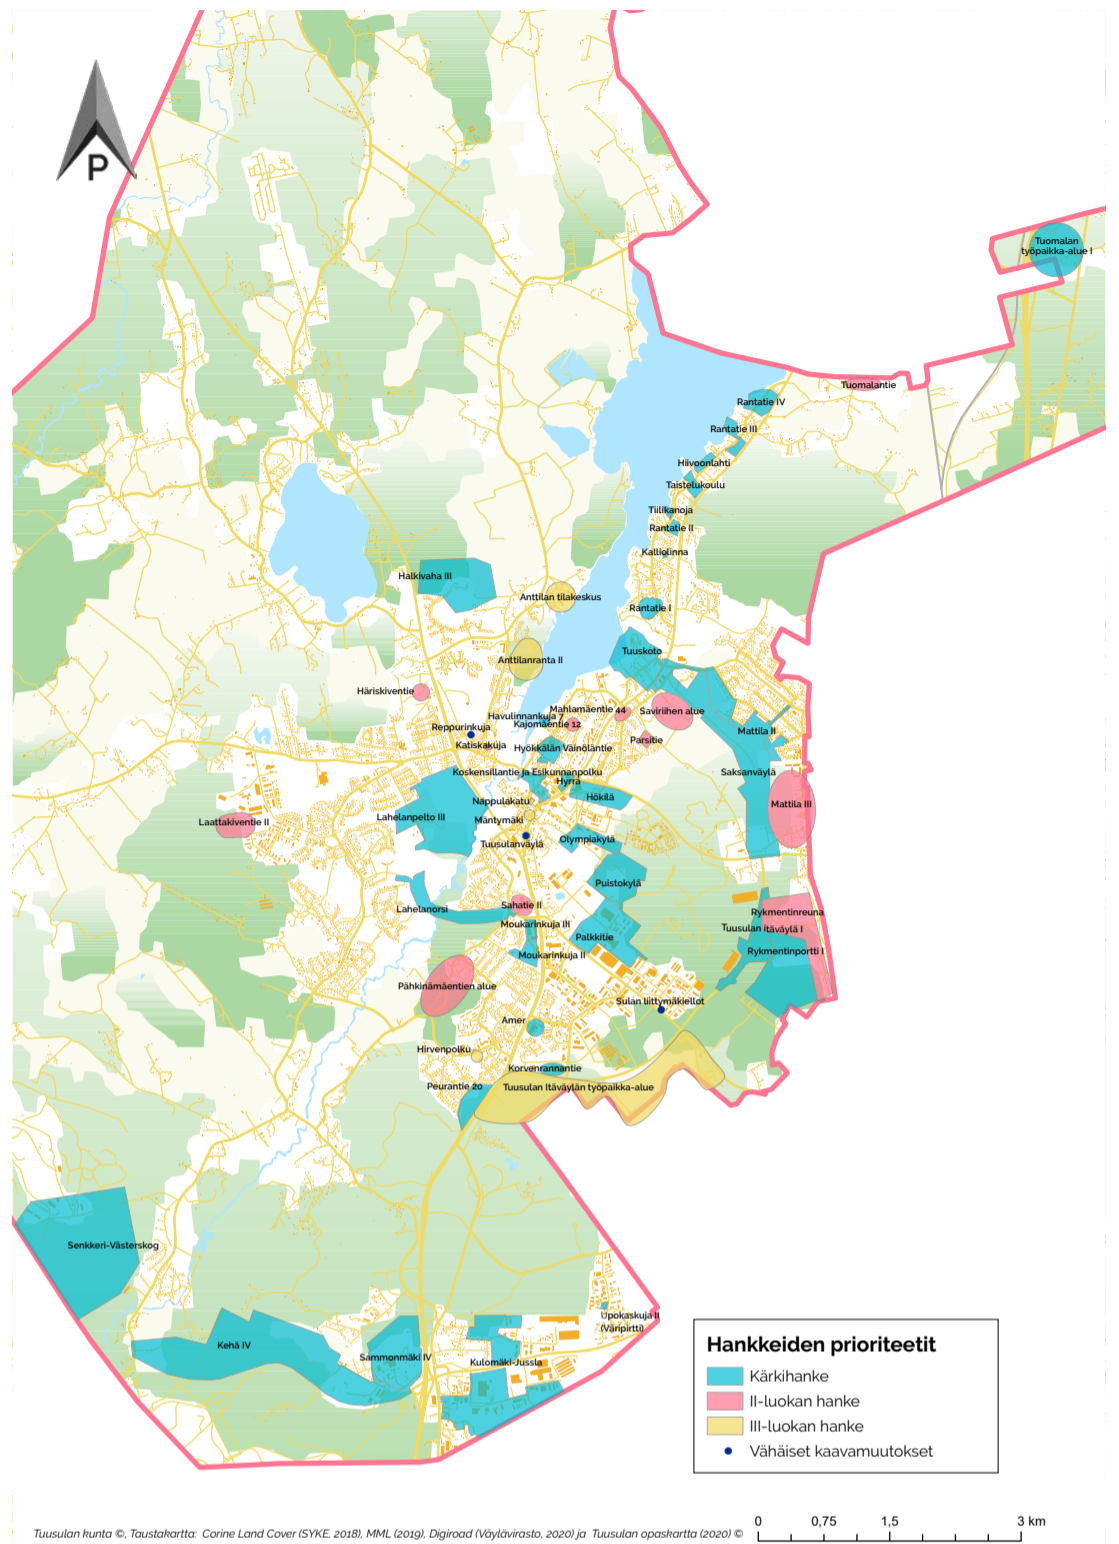 P
Tuomalan
työpaikka-alue I
Tuomalantie
Rantatie IV
Rantatie III
Hiivoonlahti
Taistelukoulu
Tiilikanoja
Rantatie II
Kalliolinna
Halkivaha III
Anttilan tilakeskus
Rantatie I
Tuuskoto
Anttilanranta II
Häriskiventie
Mahlamäentie 44
Saviriihen alue
Havulinnankuja 7
Kajomäentie 12
Reppurinkuja
Mattila II
Parsitie
Katiskakuja
Hyökkälän Väinöläntie
Koskensillantie ja Esikunnanpolku
Saksanväylä
Hyrrä
Hökilä
Nappulakatu
Mattila III
Lahelanpelto III
Mäntymäki
Laattakiventie II
Tuusulanväylä
Olympiakylä
Puistokylä
Sahatie II
Lahelanorsi
Rykmentinreuna
Moukarinkuja III
Tuusulan itäväylä I
Palkkitie
Moukarinkuja II
Rykmentinportti I
Pähkinämäentien alue
Sulan liittymäkiellot
Amer
Hirvenpolku
Korvenrannantie
Peurantie 20
Tuusulan Itäväylän työpaikka-alue
Senkkeri-Västerskog
Upokaskuja II
(Väripirtti)
Kehä IV
Sammonmäki IV
Kulomäki-Jussla
Hankkeiden prioriteetit
Kärkihanke
II-luokan hanke
III-luokan hanke
Vähäiset kaavamuutokset
Tuusulan kunta ©, Taustakartta: Corine Land Cover (SYKE, 2018), MML (2019), Digiroad (Väylävirasto, 2020) ja Tuusulan opaskartta (2020) ©
0 0,75 1,5 3 km